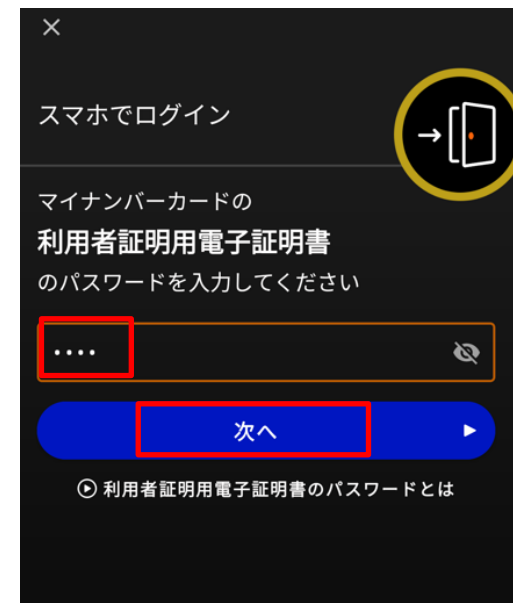 スマホでログイン
マイナンバーカードの
利用者証明用電子証明書
のパスワードを入力してください
････
次へ
利用者証明用電子証明書のパスワードとは